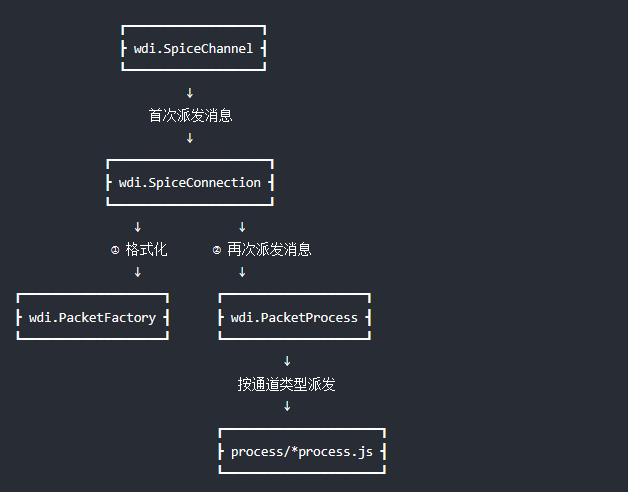 wdi.SpiceChannel
↓
首次派发消息
↓
wdi.SpiceConnection
↓ ↓
① 格式化 ② 再次派发消息
↓ ↓
wdi.PacketFactory wdi.PacketProcess
↓
按通道类型派发
↓
process/*process.js